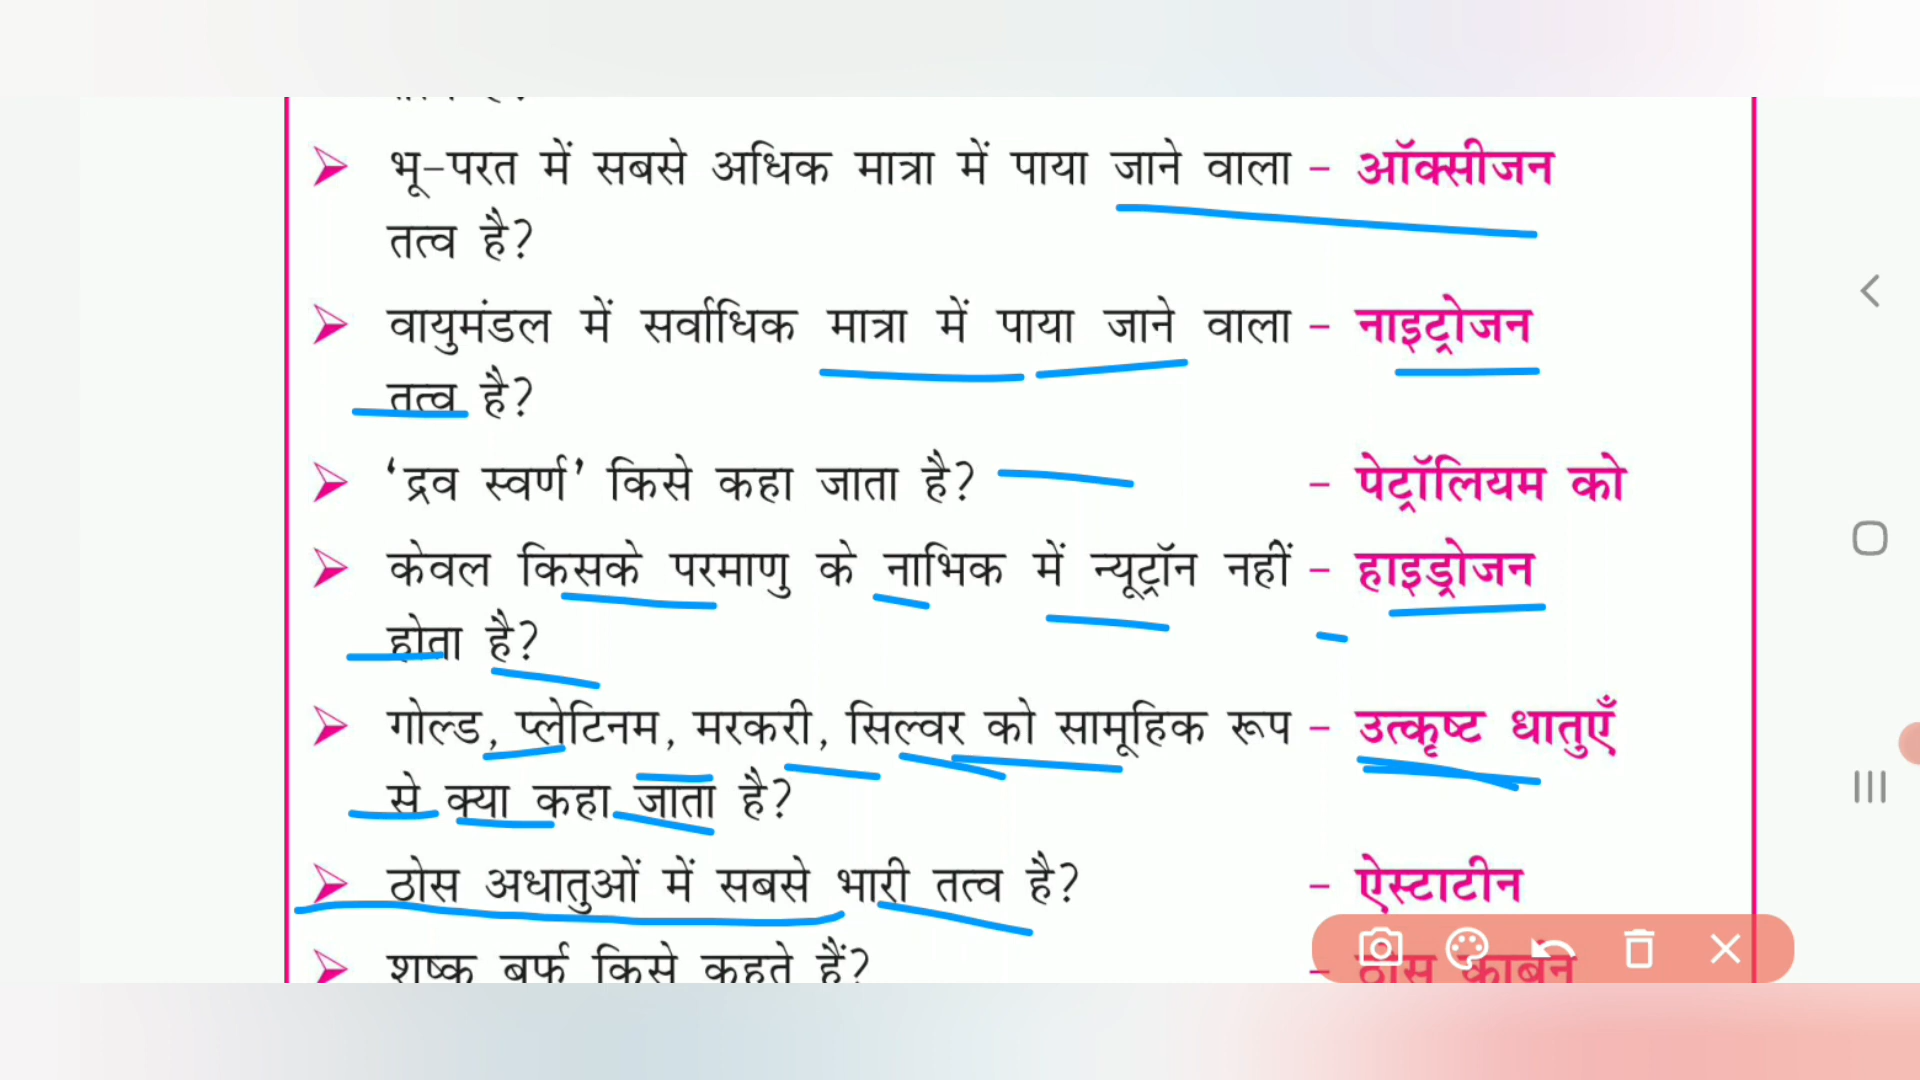 भू-परत में सबसे अधिक मात्रा में पाया जाने वाला - ऑक्सीजन
तत्व है?
वायुमंडल में सर्वाधिक मात्रा में पाया जाने वाला - नाइट्रोजन
तत्व है?
‘द्रव स्वर्ण’ किसे कहा जाता है? - पेट्रॉलियम को
केवल किसके परमाणु के नाभिक में न्यूट्रॉन नहीं - हाइड्रोजन
होता है?
गोल्ड, प्लेटिनम, मरकरी, सिल्वर को सामूहिक रूप - उत्कृष्ट धातुएँ
से क्या कहा जाता है?
ठोस अधातुओं में सबसे भारी तत्व है? - ऐस्टाटीन
शुष्क बर्फ किसे कहते हैं? - ठोस कार्बन